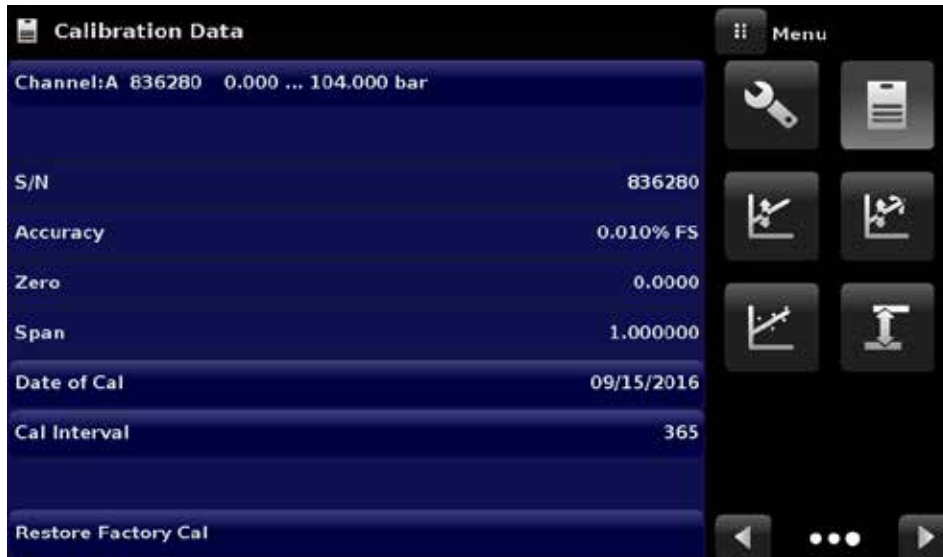 Calibration Data
Menu
Channel:A 836280 0.000 ... 104.000 bar
S/N 836280
Accuracy 0.010% FS
Zero 0.0000
Span 1.000000
Date of Cal 09/15/2016
Cal Interval 365
Restore Factory Cal